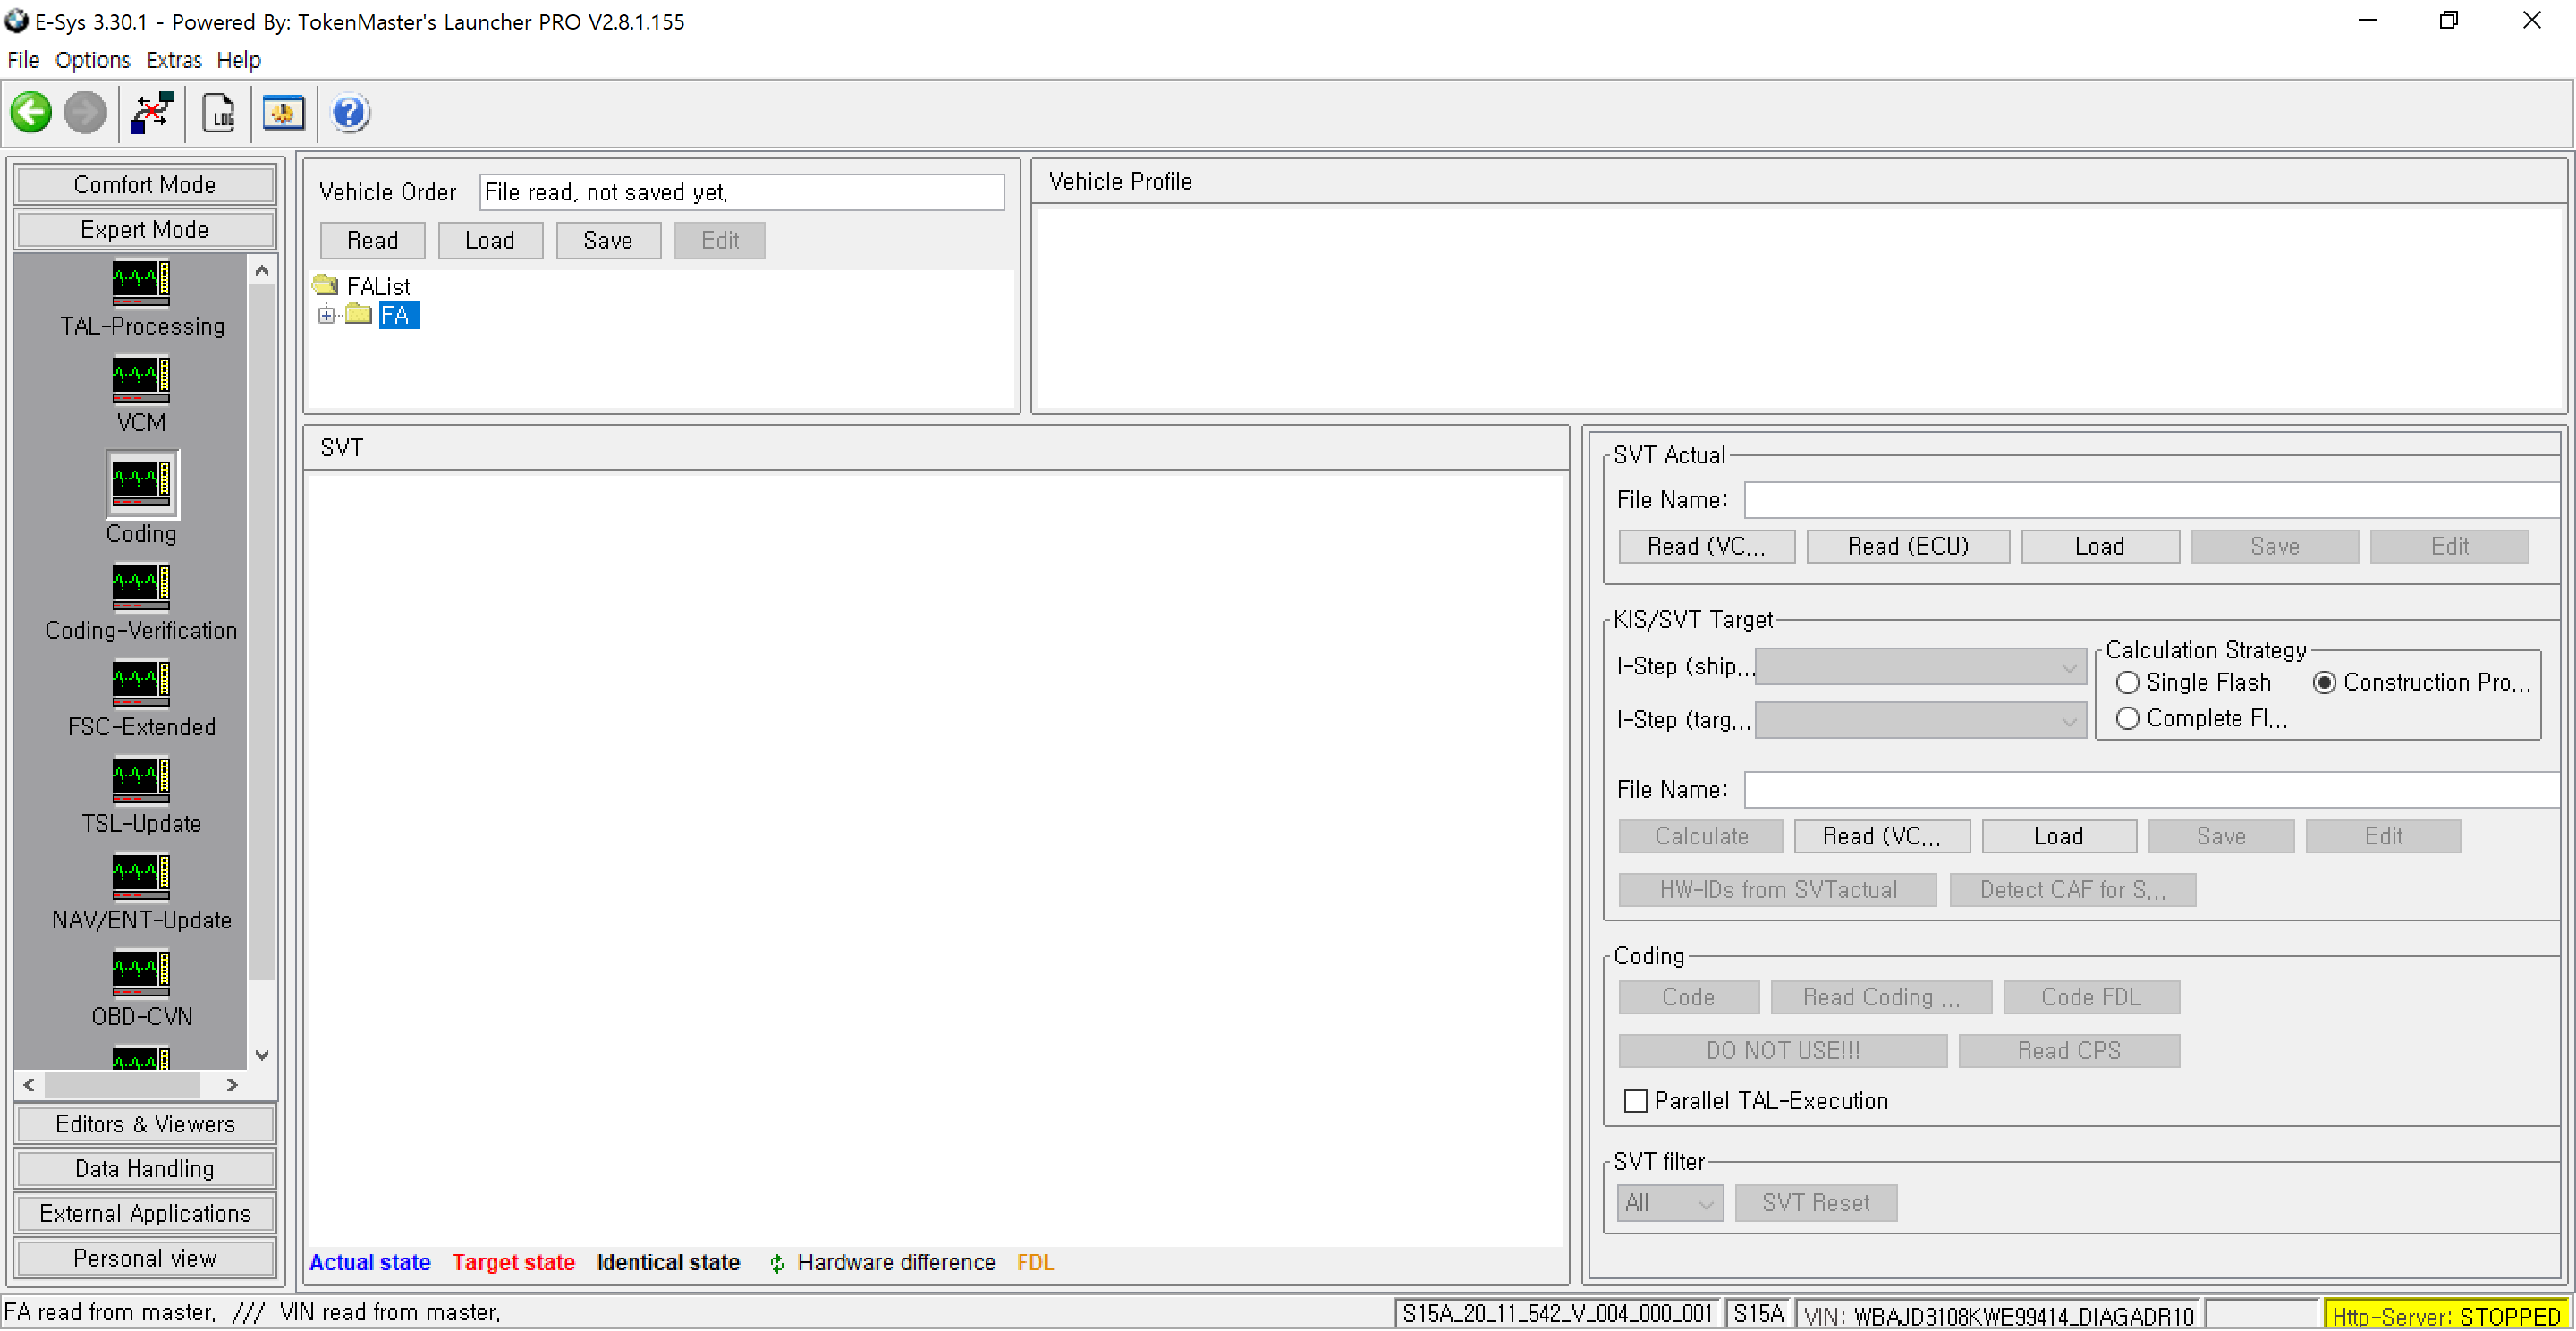 E-Sys 3.30.1 - Powered By: TokenMaster's Launcher PRO V2.8.1.155
File Options Extras Help
LOG
Comfort Mode
Expert Mode
TAL-Processing
VCM
Coding
Coding-Verification
FSC-Extended
TSL-Update
NAV/ENT-Update
OBD-CVN
Editors & Viewers
Data Handling
External Applications
Personal view
Vehicle Order File read, not saved yet.
Read Load Save Edit
FAList
FA
Vehicle Profile
SVT
Actual state Target state Identical state Hardware difference FDL
SVT Actual
File Name:
Read (VC... Read (ECU) Load Save Edit
KIS/SVT Target
I-Step (ship...
I-Step (targ...
Calculation Strategy
Single Flash Construction Pro...
Complete Fl...
File Name:
Calculate Read (VC... Load Save Edit
HW-IDs from SVTactual Detect CAF for S...
Coding
Code Read Coding ... Code FDL
DO NOT USE!!! Read CPS
Parallel TAL-Execution
SVT filter
All SVT Reset
FA read from master. /// VIN read from master.
S15A_20_11_542_V_004_000_001 S15A VIN: WBAJD3108KWE99414_DIAGADR10 Http-Server: STOPPED